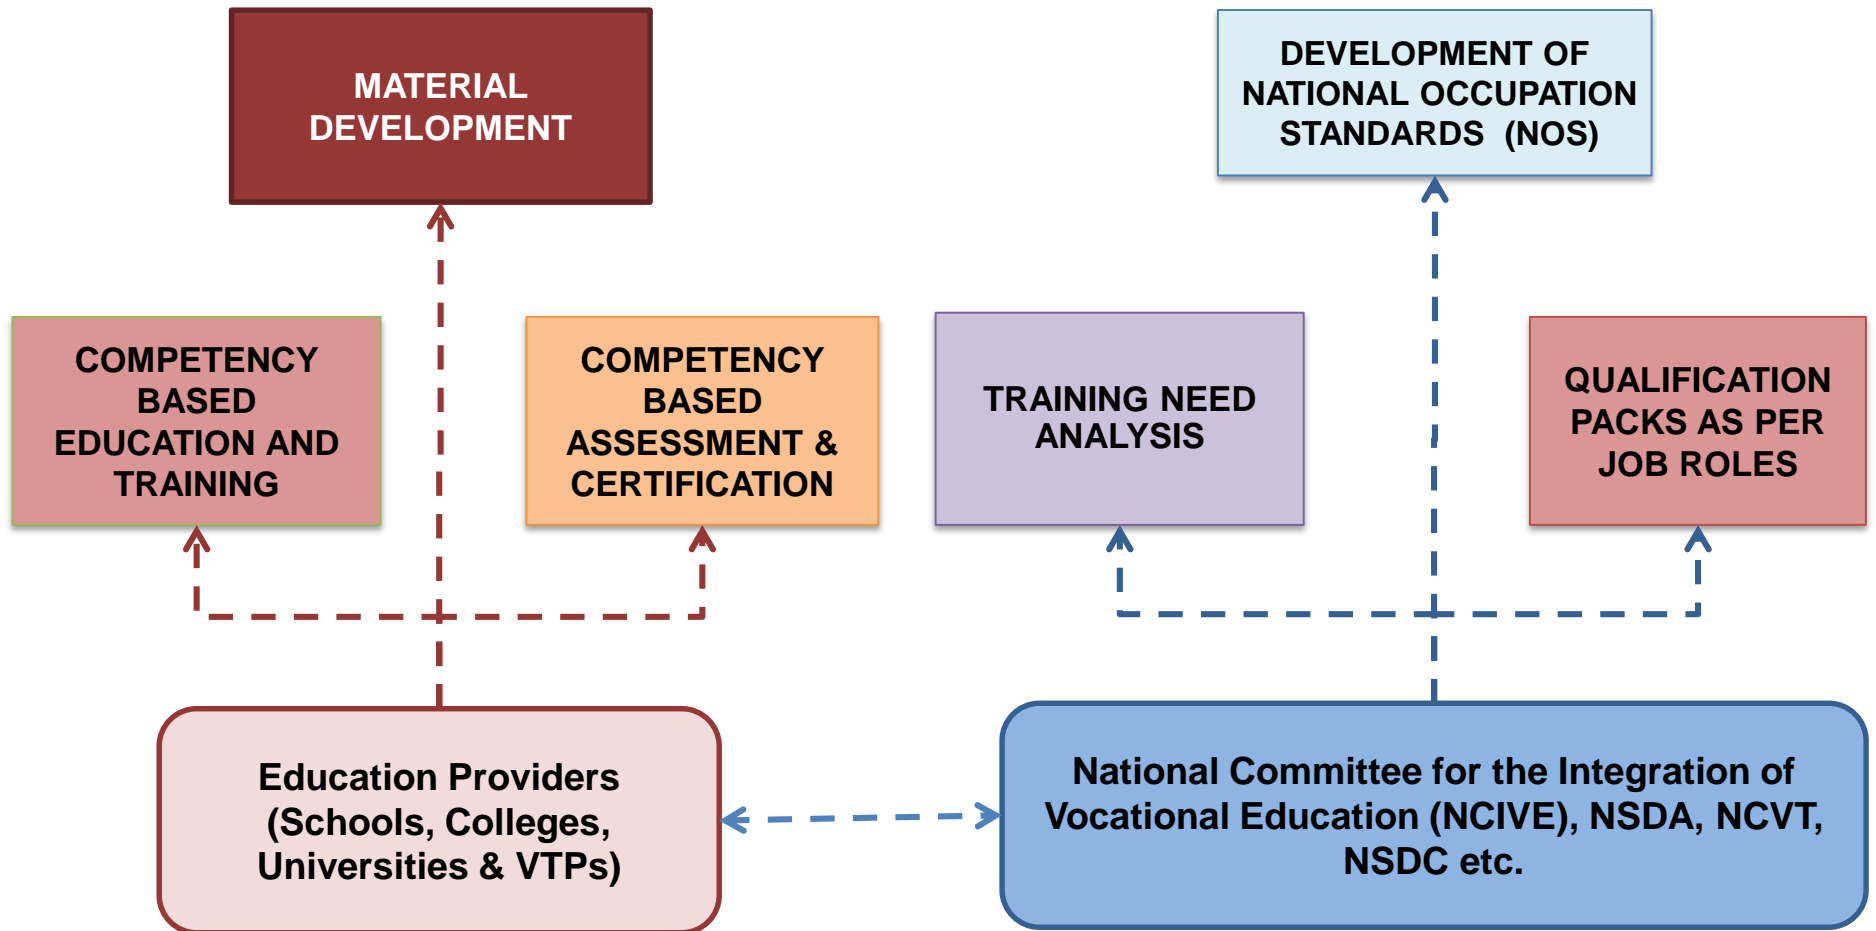 MATERIAL
DEVELOPMENT
DEVELOPMENT OF
NATIONAL OCCUPATION
STANDARDS (NOS)
COMPETENCY
BASED
EDUCATION AND
TRAINING
COMPETENCY
BASED
ASSESSMENT &
CERTIFICATION
TRAINING NEED
ANALYSIS
QUALIFICATION
PACKS AS PER
JOB ROLES
Education Providers
(Schools, Colleges,
Universities & VTPs)
National Committee for the Integration of
Vocational Education (NCIVE), NSDA, NCVT,
NSDC etc.